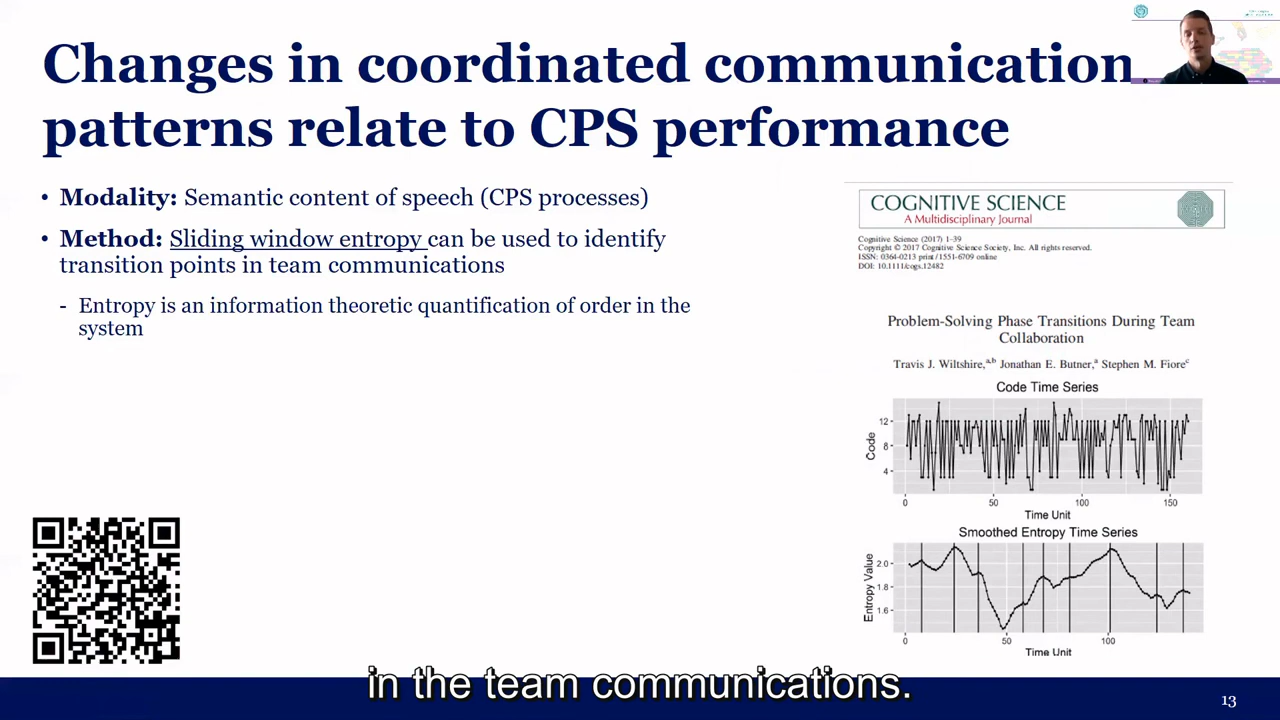 Changes in coordinated communication
patterns relate to CPS performance
• Modality: Semantic content of speech (CPS processes)
• Method: Sliding window entropy can be used to identify
transition points in team communications
- Entropy is an information theoretic quantification of order in the
system
COGNITIVE SCIENCE
A Multidisciplinary Journal
Cognitive Science (2017) 1–39
Copyright © 2017 Cognitive Science Society, Inc. All rights reserved.
ISSN: 0364-0213 print / 1551-6709 online
DOI: 10.1111/cogs.12482
Problem-Solving Phase Transitions During Team
Collaboration
Travis J. Wiltshire,a,b Jonathan E. Butner,a Stephen M. Fiorec
Code Time Series
Code
12
8
4
0 50 100 150
Time Unit
Smoothed Entropy Time Series
Entropy Value
2.0
1.8
1.6
0 50 100
Time Unit
in the team communications.
13